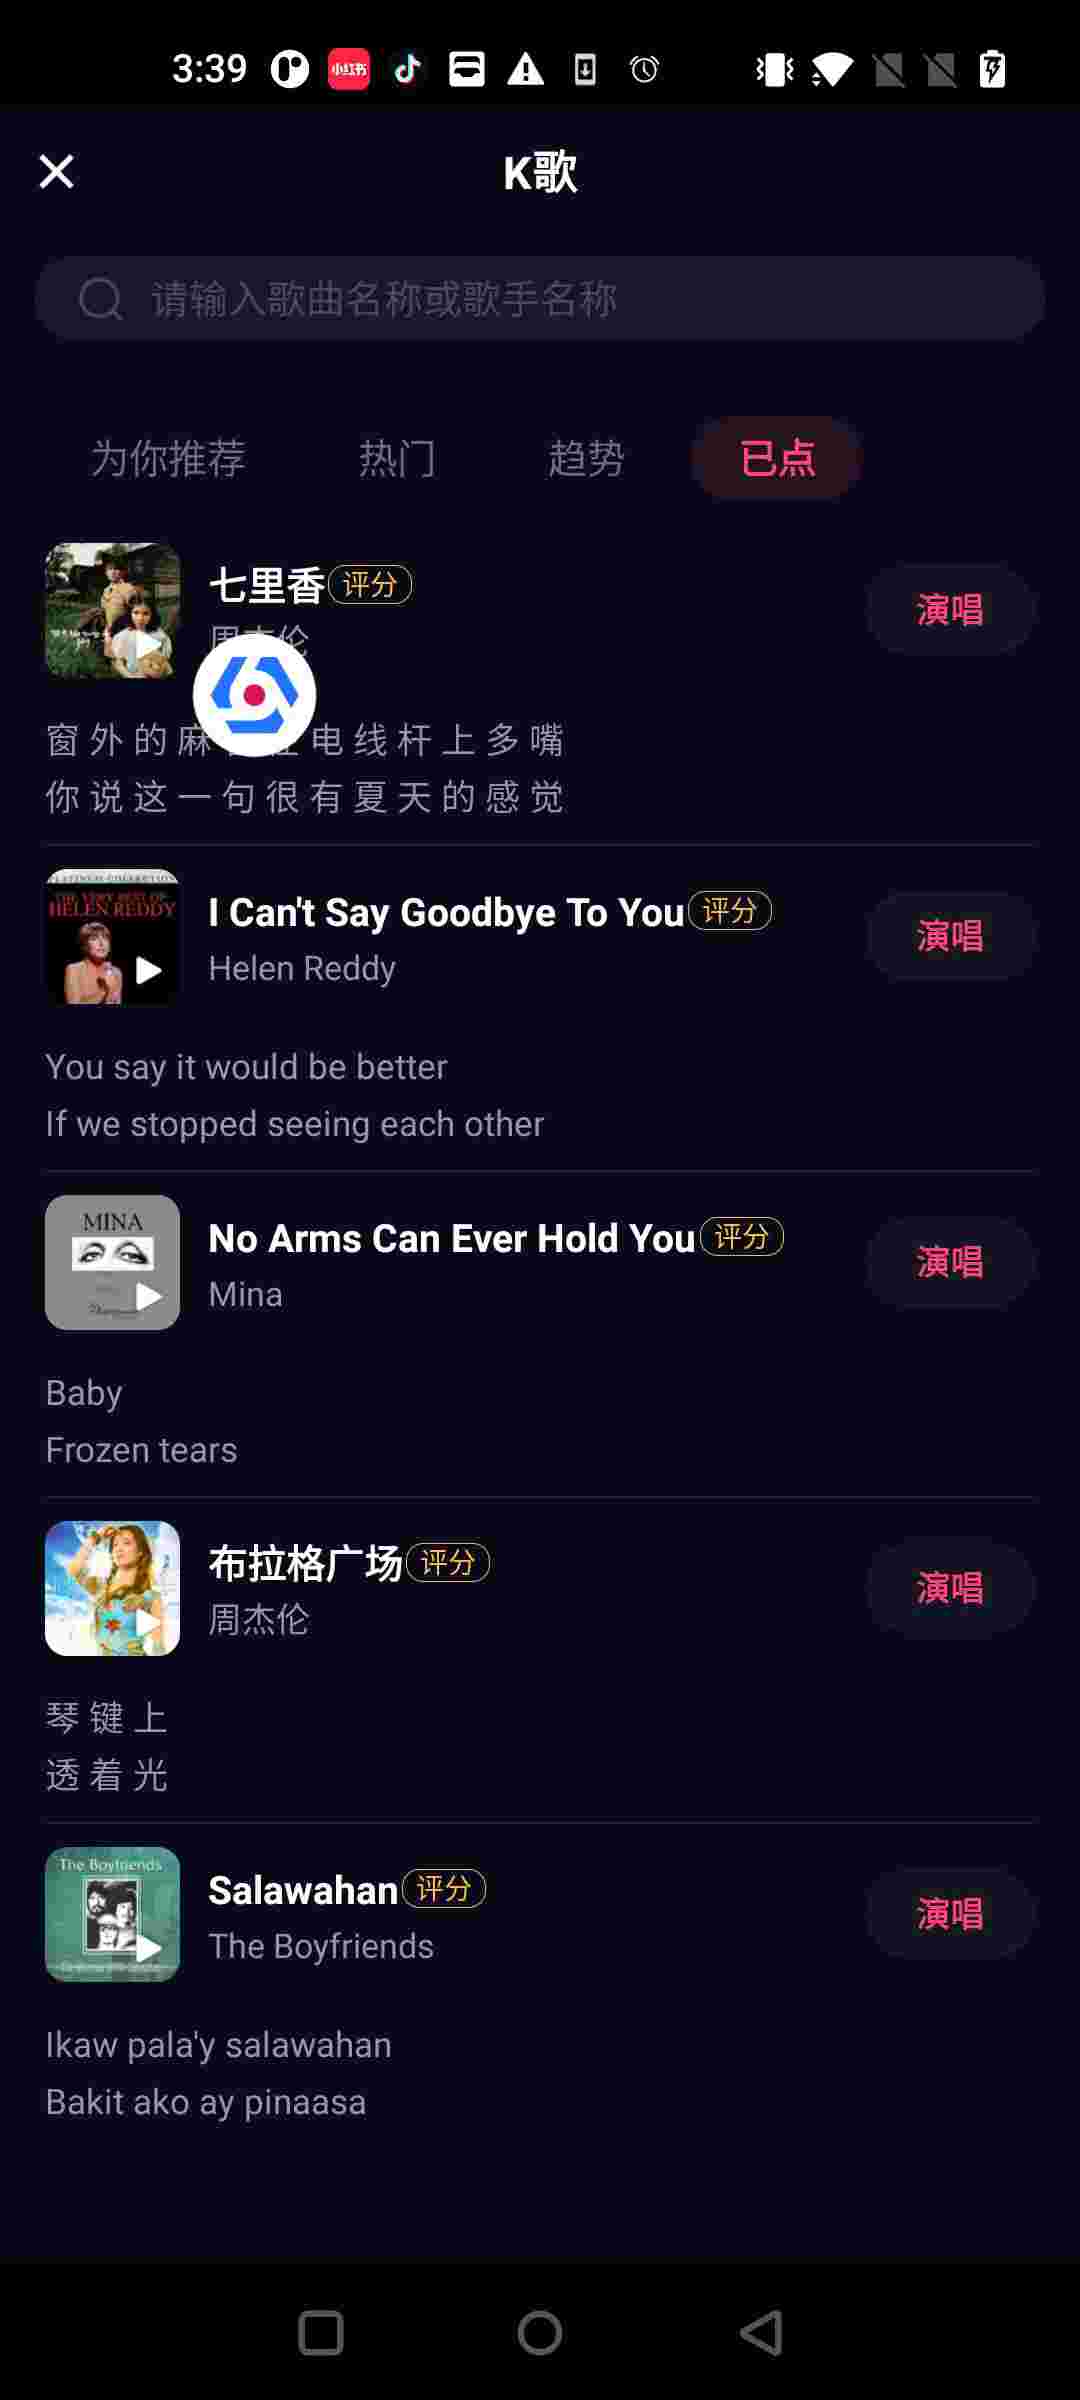 3:39
小红书
K歌
请输入歌曲名称或歌手名称
为你推荐 热门 趋势 已点
七里香 评分
演唱
窗外的麻 电线杆上多嘴
你说这一句很有夏天的感觉
PLATINUM COLLECTION
THE VERY BEST OF
HELEN REDDY
I Can't Say Goodbye To You 评分
Helen Reddy
演唱
You say it would be better
If we stopped seeing each other
MINA
No Arms Can Ever Hold You 评分
Mina
演唱
Baby
Frozen tears
布拉格广场 评分
周杰伦
演唱
琴键上
透着光
The Boyfriends
Salawahan 评分
The Boyfriends
演唱
Ikaw pala'y salawahan
Bakit ako ay pinaasa